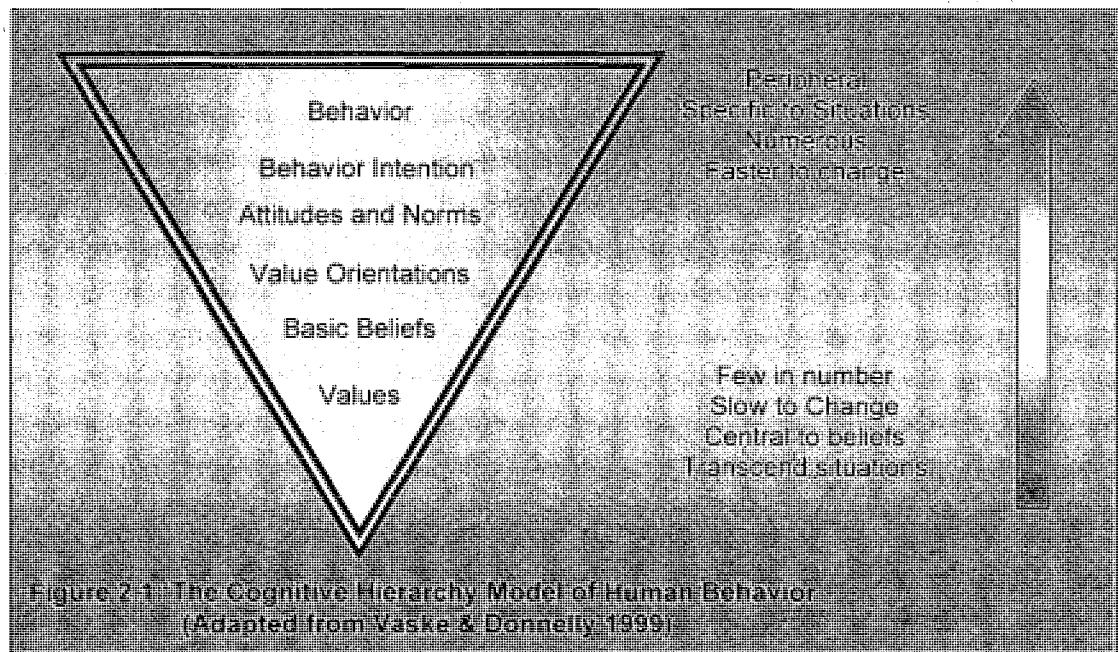 Behavior
Behavior Intention
Attitudes and Norms
Value Orientations
Basic Beliefs
Values
Peripheral
Specific to Situations
Numerous
Faster to change
Few in number
Slow to Change
Central to beliefs
Transcend situations
Figure 2.1: The Cognitive Hierarchy Model of Human Behavior
(Adapted from Vaske & Donnelly 1999)